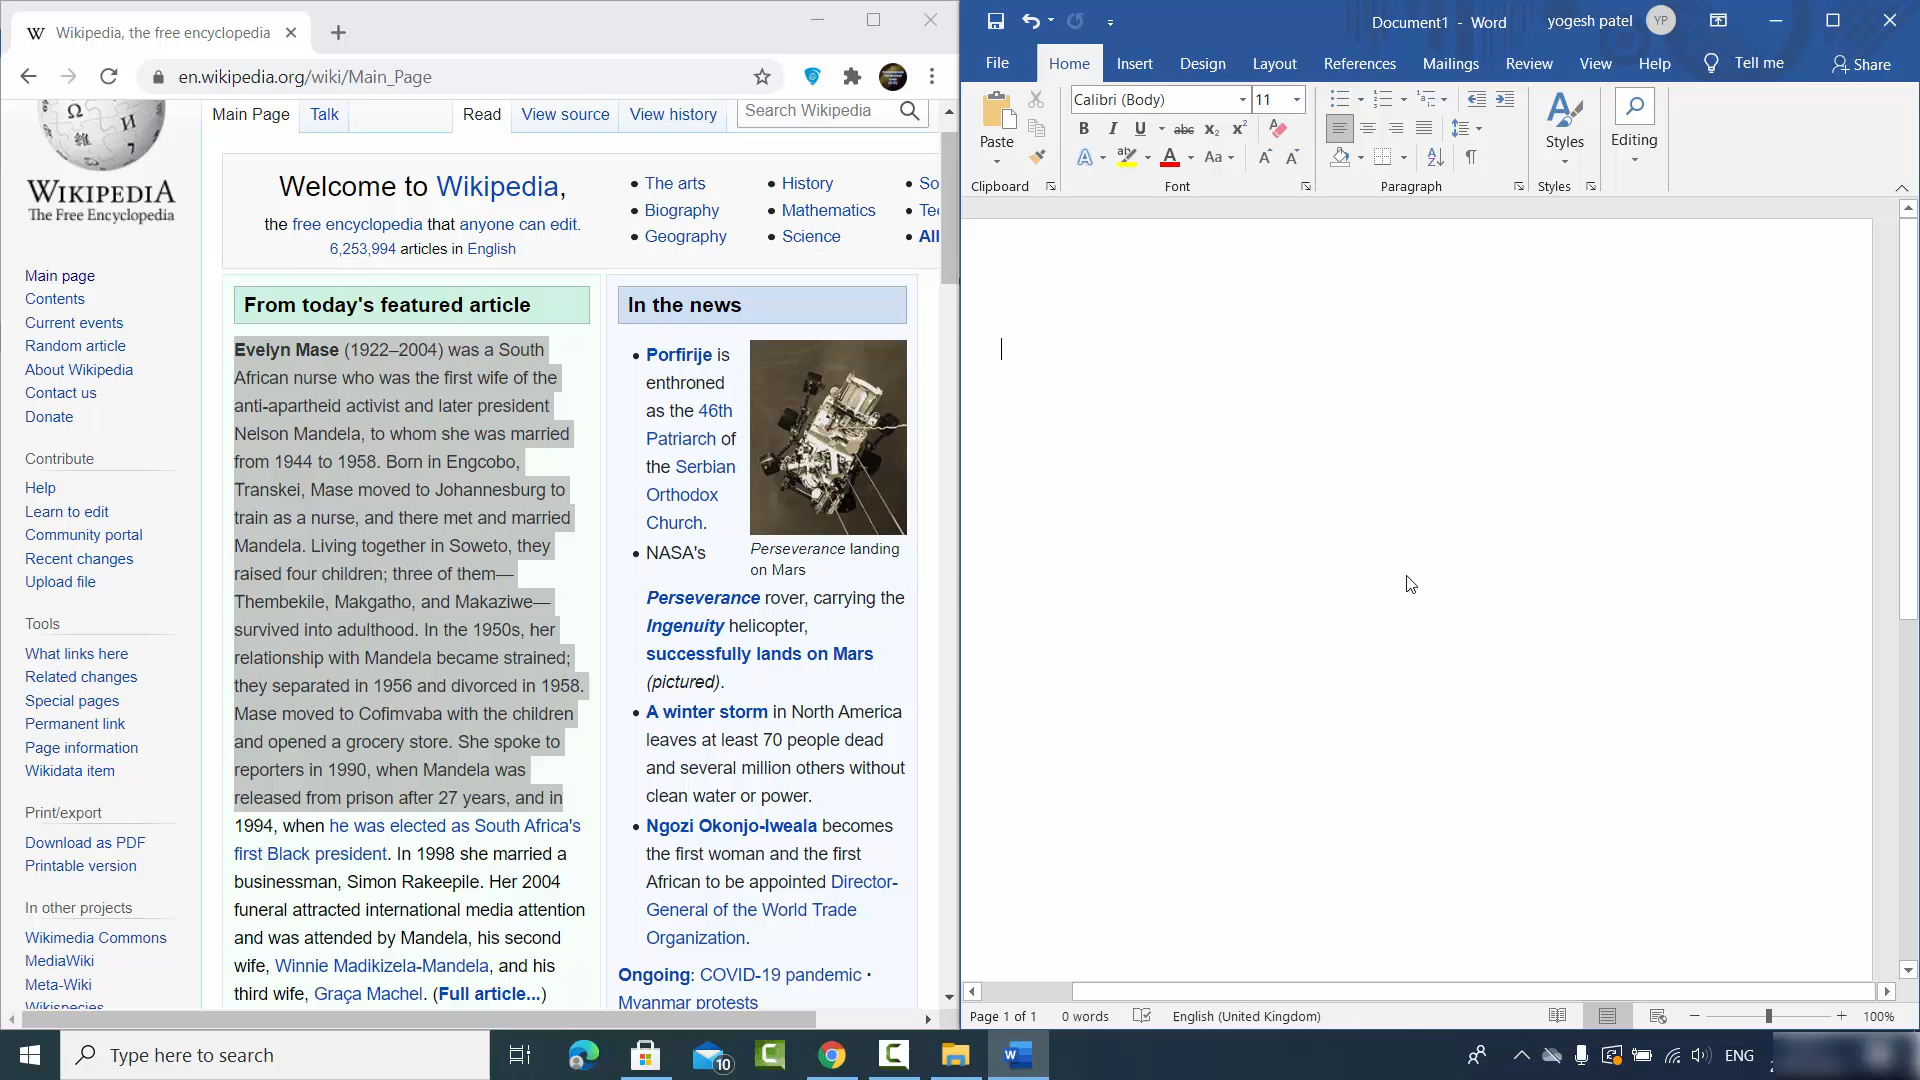 Wikipedia, the free encyclopedia
en.wikipedia.org/wiki/Main_Page
WIKIPEDIA
The Free Encyclopedia
Main page
Contents
Current events
Random article
About Wikipedia
Contact us
Donate
Contribute
Help
Learn to edit
Community portal
Recent changes
Upload file
Tools
What links here
Related changes
Special pages
Permanent link
Page information
Wikidata item
Print/export
Download as PDF
Printable version
In other projects
Wikimedia Commons
MediaWiki
Meta-Wiki
Wikispecies
Main Page Talk Read View source View history Search Wikipedia
Welcome to Wikipedia,
the free encyclopedia that anyone can edit.
6,253,994 articles in English
The arts
Biography
Geography
History
Mathematics
Science
So
Te
All
From today's featured article
Evelyn Mase (1922–2004) was a South
African nurse who was the first wife of the
anti-apartheid activist and later president
Nelson Mandela, to whom she was married
from 1944 to 1958. Born in Engcobo,
Transkei, Mase moved to Johannesburg to
train as a nurse, and there met and married
Mandela. Living together in Soweto, they
raised four children; three of them—
Thembekile, Makgatho, and Makaziwe—
survived into adulthood. In the 1950s, her
relationship with Mandela became strained;
they separated in 1956 and divorced in 1958.
Mase moved to Cofimvaba with the children
and opened a grocery store. She spoke to
reporters in 1990, when Mandela was
released from prison after 27 years, and in
1994, when he was elected as South Africa's
first Black president. In 1998 she married a
businessman, Simon Rakeepile. Her 2004
funeral attracted international media attention
and was attended by Mandela, his second
wife, Winnie Madikizela-Mandela, and his
third wife, Graça Machel. (Full article...)
In the news
Porfirije is
enthroned
as the 46th
Patriarch of
the Serbian
Orthodox
Church.
Perseverance landing
on Mars
NASA's
Perseverance rover, carrying the
Ingenuity helicopter,
successfully lands on Mars
(pictured).
A winter storm in North America
leaves at least 70 people dead
and several million others without
clean water or power.
Ngozi Okonjo-Iweala becomes
the first woman and the first
African to be appointed Director-
General of the World Trade
Organization.
Ongoing: COVID-19 pandemic ·
Myanmar protests
Document1 - Word yogesh patel YP
File Home Insert Design Layout References Mailings Review View Help Tell me Share
Paste
Clipboard
Calibri (Body) 11
B I U abc X₂ X² 
A ab A Aa A A
Font
Paragraph
Styles
Styles
Editing
Page 1 of 1 0 words English (United Kingdom) 100%
Type here to search
10
ENG